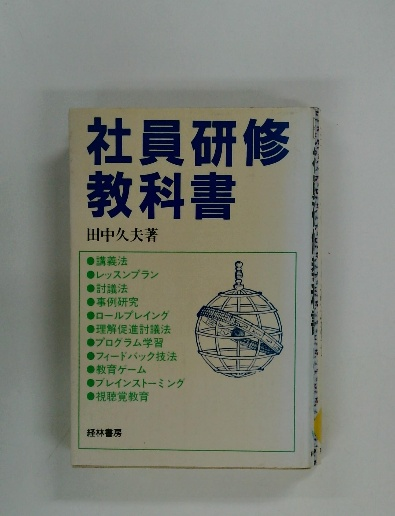 社員研修
教科書
田中久夫著
●講義法
●レッスンプラン
●討議法
●事例研究
●ロールプレイング
●理解促進討議法
●プログラム学習
●フィードバック技法
●教育ゲーム
●ブレインストーミング
●視聴覚教育
経林書房